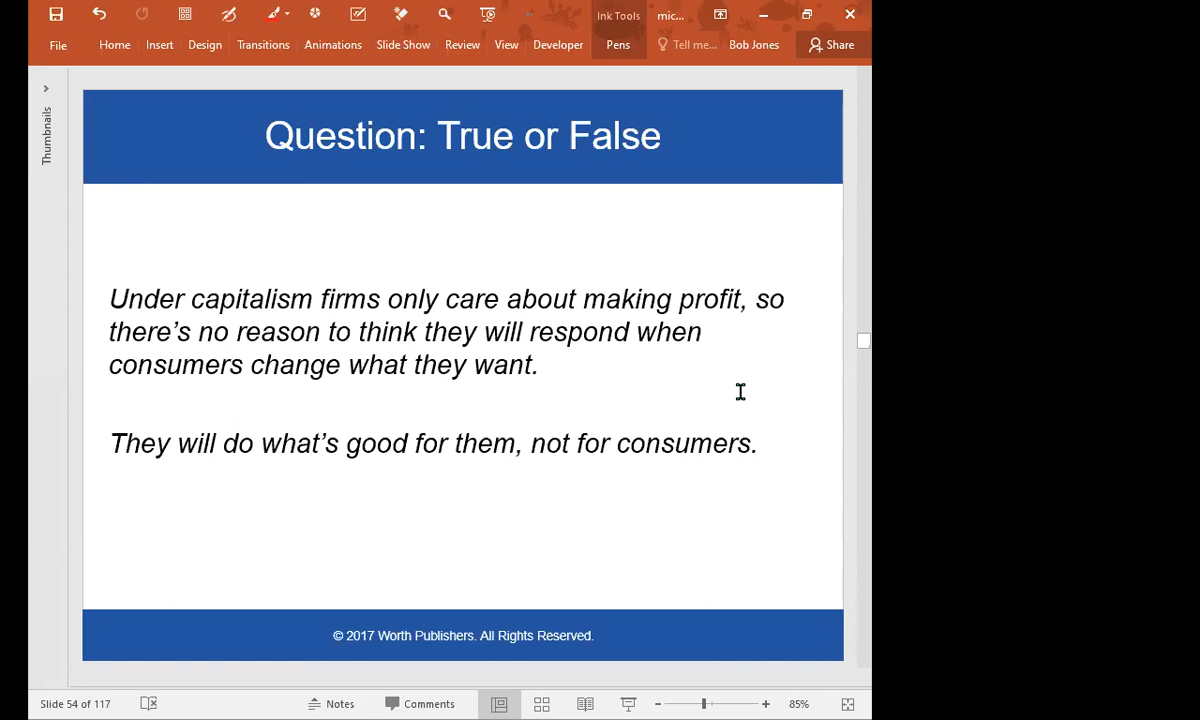 Ink Tools mic...
File Home Insert Design Transitions Animations Slide Show Review View Developer Pens Tell me... Bob Jones Share
Thumbnails
Question: True or False
Under capitalism firms only care about making profit, so
there’s no reason to think they will respond when
consumers change what they want.
They will do what’s good for them, not for consumers.
© 2017 Worth Publishers. All Rights Reserved.
Slide 54 of 117 Notes Comments 85%